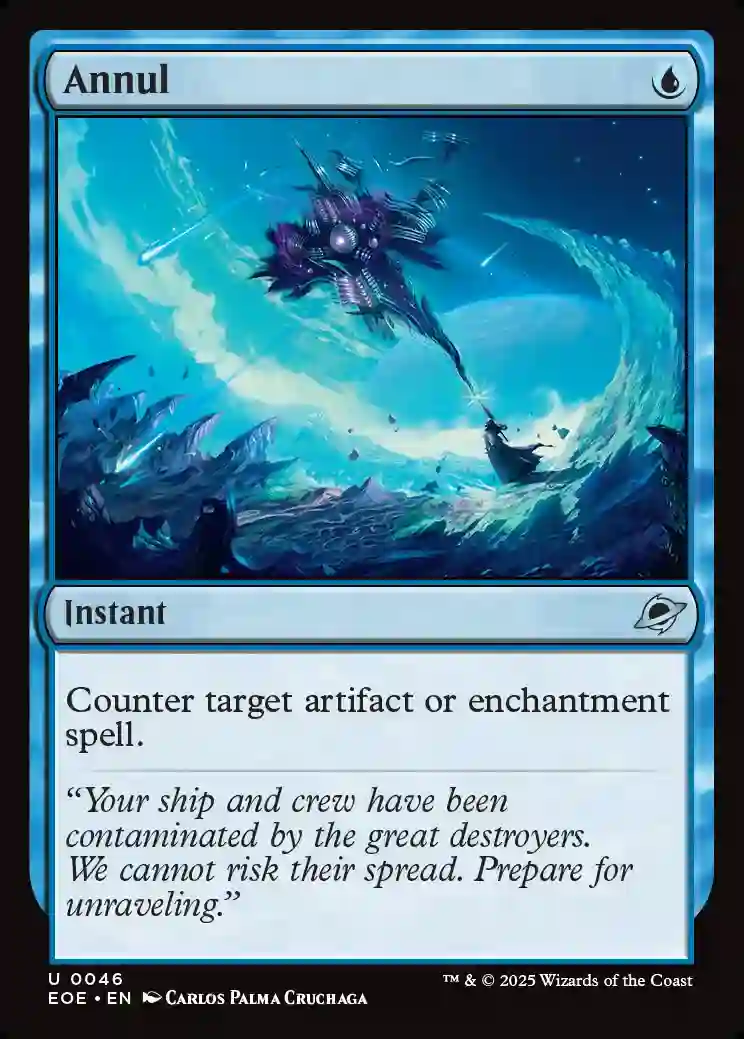 Annul
Instant
Counter target artifact or enchantment
spell.
“Your ship and crew have been
contaminated by the great destroyers.
We cannot risk their spread. Prepare for
unraveling.”
U 0046
EOE • EN CARLOS PALMA CRUCHAGA
™ & © 2025 Wizards of the Coast